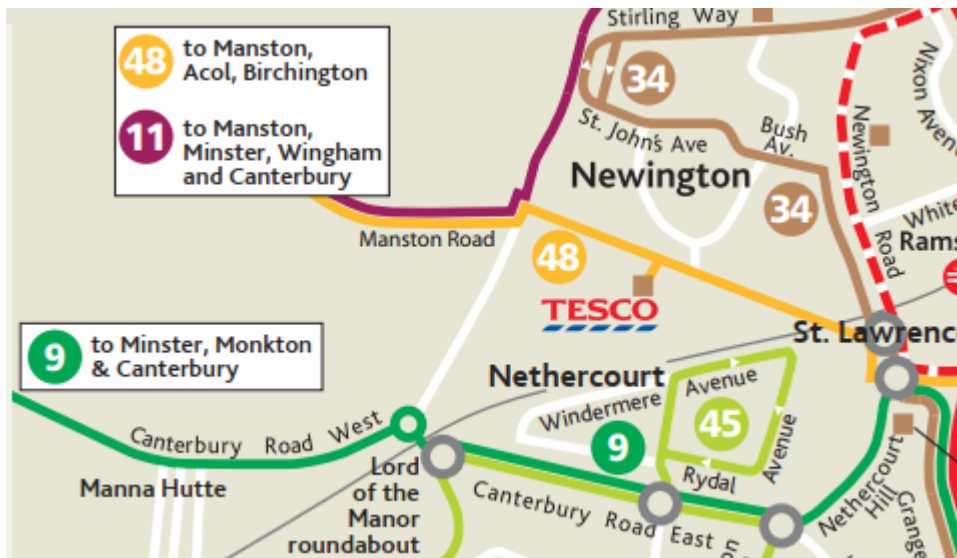 48 to Manston,
Acol, Birchington
11 to Manston,
Minster, Wingham
and Canterbury
Stirling Way
34
St. John's Ave
Bush
Av.
Newington
34
Newington Road
Nixon Avenue
White
Rams
Manston Road
48
TESCO
St. Lawrence
9 to Minster, Monkton
& Canterbury
Nethercourt
Windermere Avenue
45
Avenue
9
Rydal
Canterbury Road West
Manna Hutte
Lord
of the
Manor
roundabout
Canterbury Road East
Nethercourt
Hill
Grange